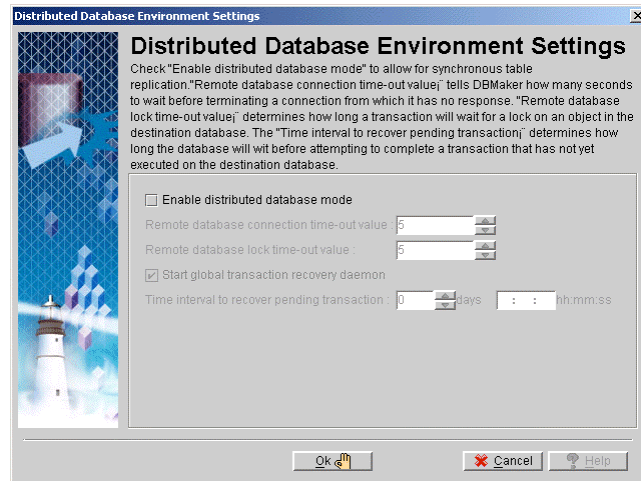 Distributed Database Environment Settings
Distributed Database Environment Settings
Check "Enable distributed database mode" to allow for synchronous table
replication."Remote database connection time-out value¡¨ tells DBMaker how many seconds
to wait before terminating a connection from which it has no response. "Remote database
lock time-out value¡¨ determines how long a transaction will wait for a lock on an object in the
destination database. The "Time interval to recover pending transaction¡¨ determines how
long the database will wit before attempting to complete a transaction that has not yet
executed on the destination database.
Enable distributed database mode
Remote database connection time-out value : 5
Remote database lock time-out value : 5
Start global transaction recovery daemon
Time interval to recover pending transaction : 0 days : : hh:mm:ss
Ok Cancel Help